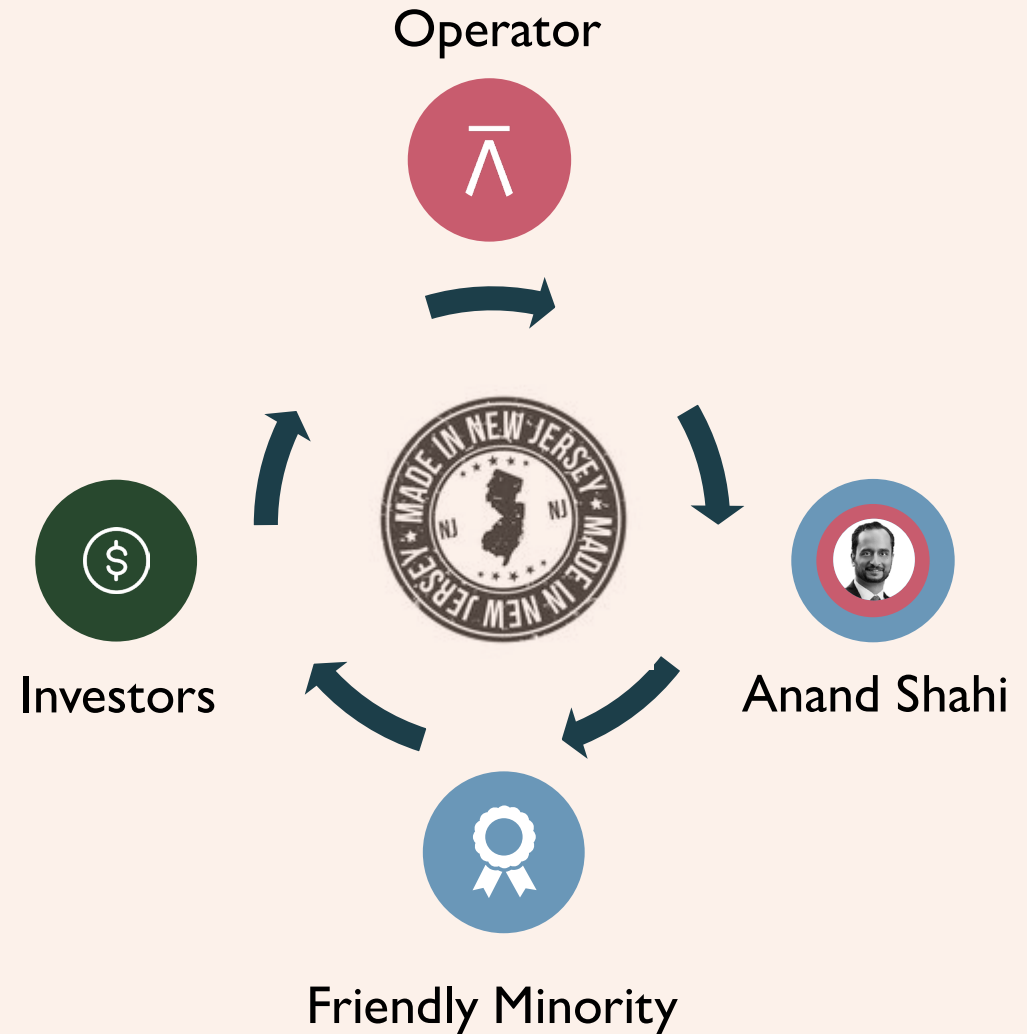 Operator
MADE IN NEW JERSEY
NJ
NJ
MADE IN NEW JERSEY
$
Investors
Anand Shahi
Friendly Minority